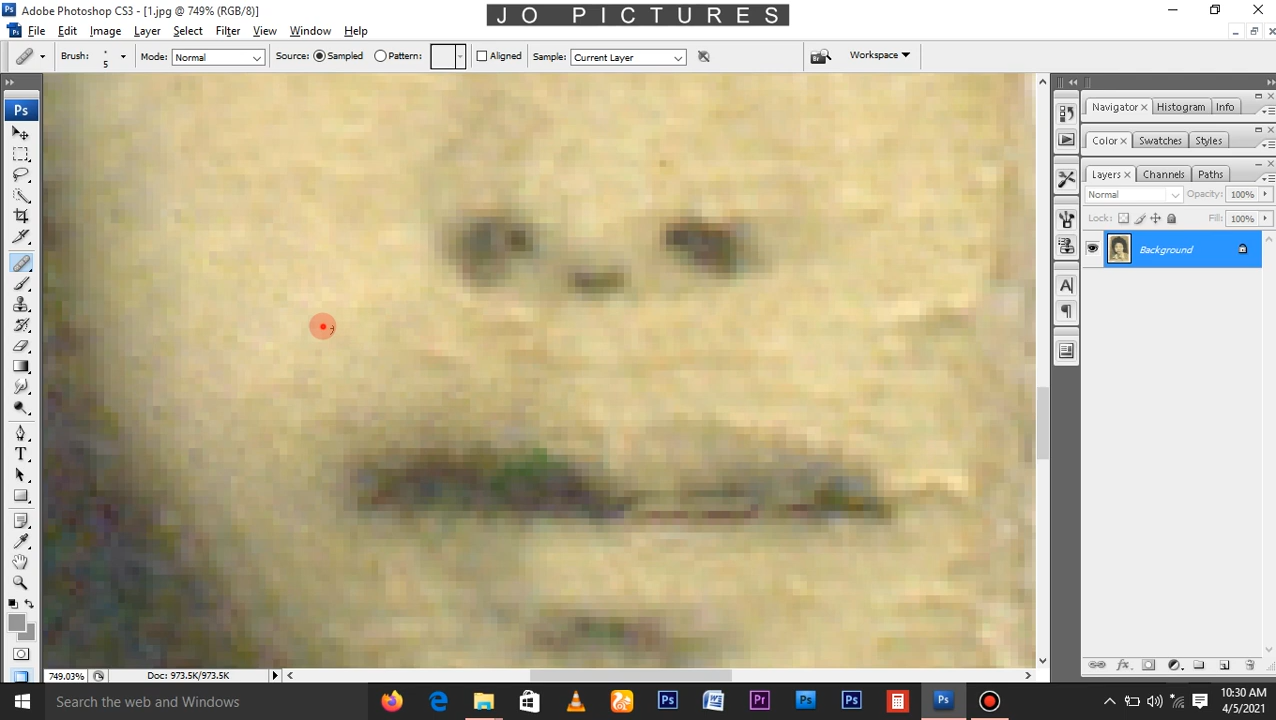 Adobe Photoshop CS3 - [1.jpg @ 749% (RGB/8)]
JO PICTURES
File Edit Image Layer Select Filter View Window Help
Brush: 5 Mode: Normal Source: Sampled Pattern: Aligned Sample: Current Layer Workspace
Ps
Navigator Histogram Info
Color Swatches Styles
Layers Channels Paths
Normal Opacity: 100%
Lock: Fill: 100%
Background
749.03% Doc: 973.5K/973.5K
Search the web and Windows
10:30 AM
4/5/2021